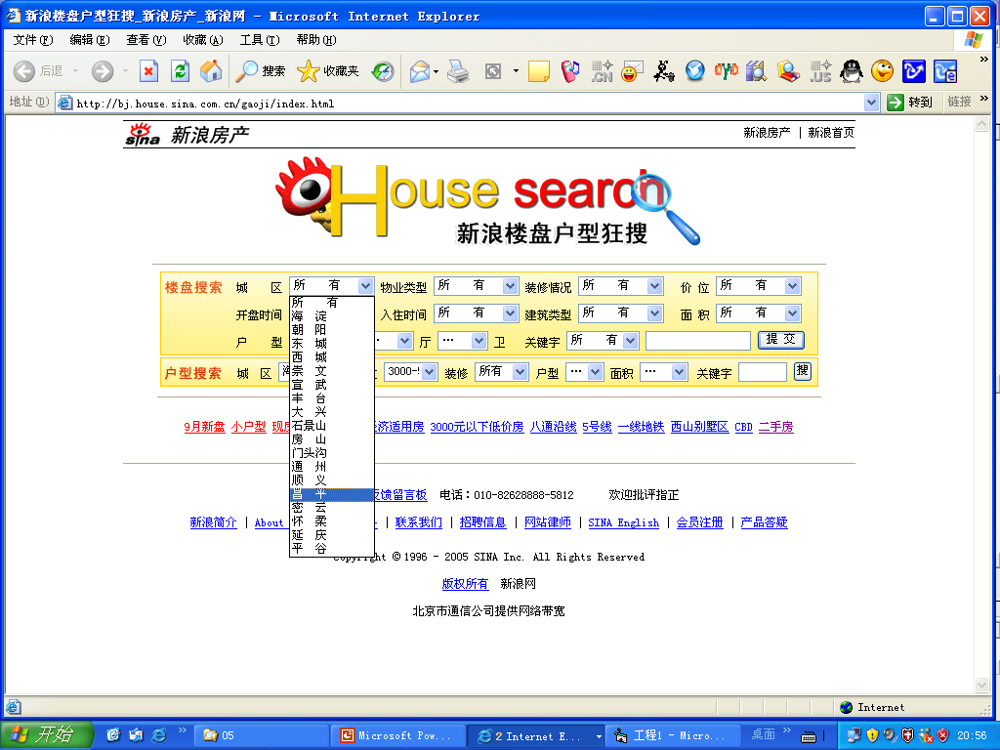 新浪楼盘户型狂搜_新浪房产_新浪网 - Microsoft Internet Explorer
文件(F) 编辑(E) 查看(V) 收藏(A) 工具(T) 帮助(H)
后退 搜索 收藏夹 .CN .US
地址(D) http://bj.house.sina.com.cn/gaoji/index.html 转到 链接
sina 新浪房产 新浪房产 | 新浪首页
House search
新浪楼盘户型狂搜
楼盘搜索 城 区 所 有 物业类型 所 有 装修情况 所 有 价 位 所 有
开盘时间 入住时间 所 有 建筑类型 所 有 面 积 所 有
户 型 厅 ... 卫 关键字 所 有 提 交
户型搜索 城 区 3000-5 装修 所有 户型 ... 面积 ... 关键字 搜
所 有
海 淀
朝 阳
东 城
西 城
崇 文
宣 武
丰 台
大 兴
石景山
房 山
门头沟
通 州
顺 义
昌 平
密 云
怀 柔
延 庆
平 谷
9月新盘 小户型 现房 经济适用房 3000元以下低价房 八通沿线 5号线 一线地铁 西山别墅区 CBD 二手房
反馈留言板 电话：010-82628888-5812 欢迎批评指正
新浪简介 | About | 联系我们 | 招聘信息 | 网站律师 | SINA English | 会员注册 | 产品答疑
Copyright © 1996 - 2005 SINA Inc. All Rights Reserved
版权所有 新浪网
北京市通信公司提供网络带宽
Internet
开始 05 Microsoft Pow... 2 Internet E... 工程1 - Micro... 桌面 20:56